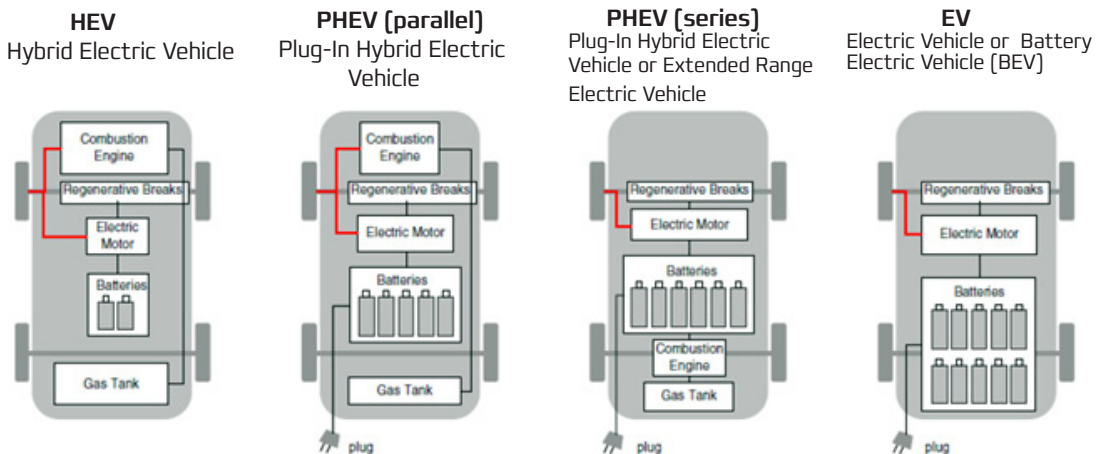 HEV
Hybrid Electric Vehicle
Combustion
Engine
Regenerative Breaks
Electric
Motor
Batteries
Gas Tank
PHEV (parallel)
Plug-In Hybrid Electric
Vehicle
Combustion
Engine
Regenerative Breaks
Electric Motor
Batteries
Gas Tank
plug
PHEV (series)
Plug-In Hybrid Electric
Vehicle or Extended Range
Electric Vehicle
Regenerative Breaks
Electric Motor
Batteries
Combustion
Engine
Gas Tank
plug
EV
Electric Vehicle or Battery
Electric Vehicle (BEV)
Regenerative Breaks
Electric Motor
Batteries
plug